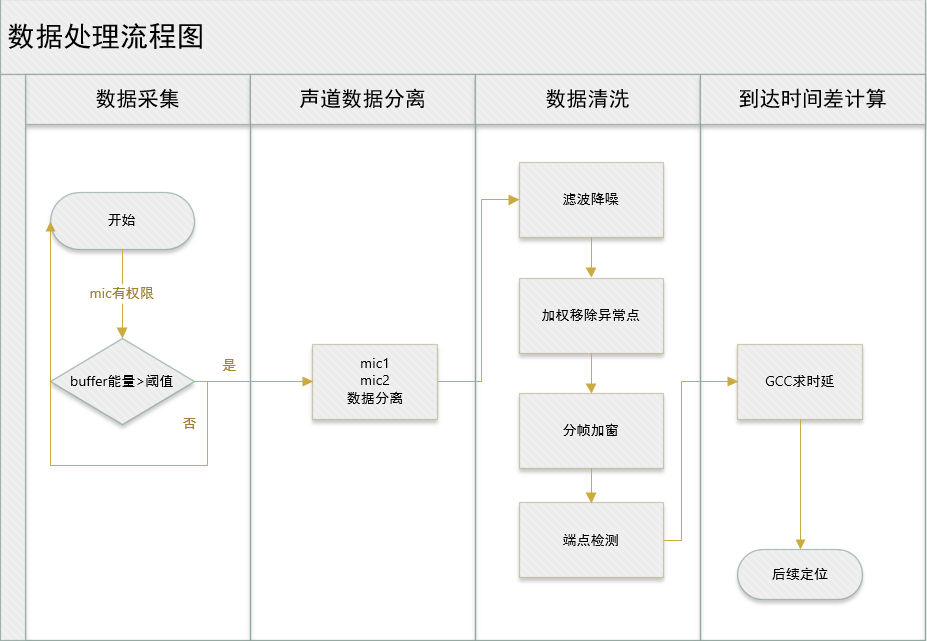 数据处理流程图
数据采集
声道数据分离
数据清洗
到达时间差计算
开始
mic有权限
buffer能量>阈值
是
否
mic1
mic2
数据分离
滤波降噪
加权移除异常点
分帧加窗
端点检测
GCC求时延
后续定位